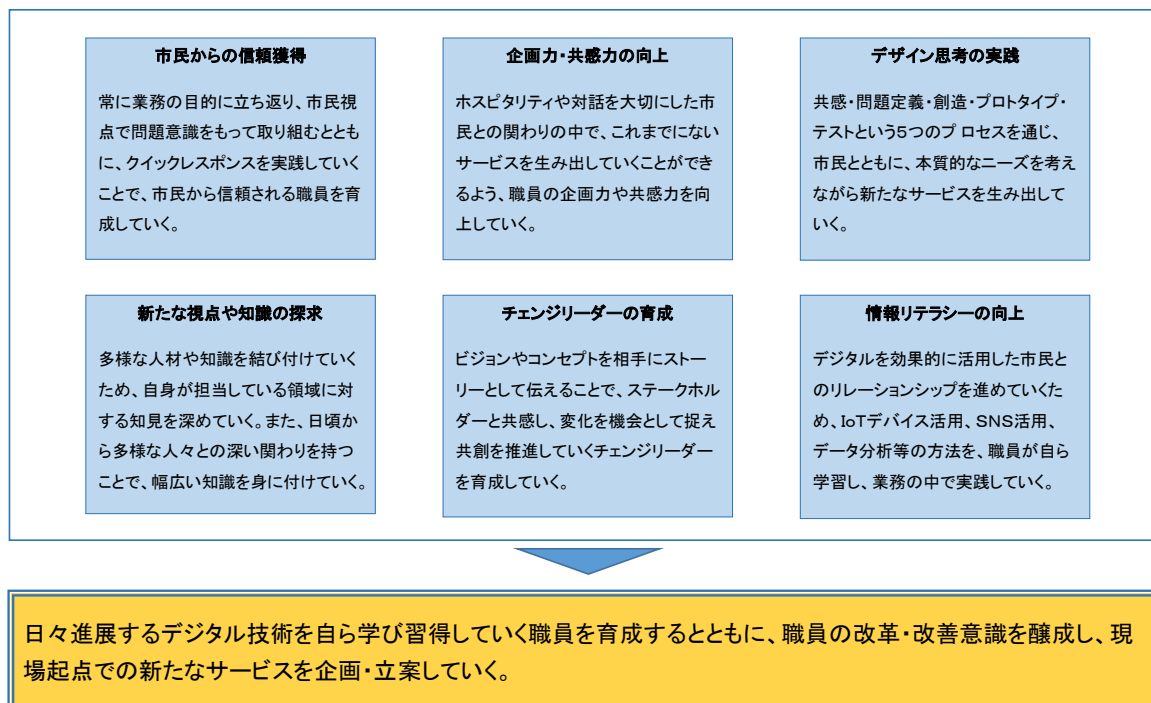 市民からの信頼獲得
常に業務の目的に立ち返り、市民視
点で問題意識をもって取り組むととも
に、クイックレスポンスを実践していく
ことで、市民から信頼される職員を育
成していく。
企画力・共感力の向上
ホスピタリティや対話を大切にした市
民との関わりの中で、これまでにない
サービスを生み出していくことができ
るよう、職員の企画力や共感力を向
上していく。
デザイン思考の実践
共感・問題定義・創造・プロトタイプ・
テストという5つのプ ロセスを通じ、
市民とともに、本質的なニーズを考え
ながら新たなサービスを生み出して
いく。
新たな視点や知識の探求
多様な人材や知識を結び付けていく
ため、自身が担当している領域に対
する知見を深めていく。また、日頃か
ら多様な人々との深い関わりを持つ
ことで、幅広い知識を身に付けていく。
チェンジリーダーの育成
ビジョンやコンセプトを相手にストー
リーとして伝えることで、ステークホル
ダーと共感し、変化を機会として捉え
共創を推進していくチェンジリーダー
を育成していく。
情報リテラシーの向上
デジタルを効果的に活用した市民と
のリレーションシップを進めていくた
め、IoTデバイス活用、SNS活用、
データ分析等の方法を、職員が自ら
学習し、業務の中で実践していく。
日々進展するデジタル技術を自ら学び習得していく職員を育成するとともに、職員の改革・改善意識を醸成し、現
場起点での新たなサービスを企画・立案していく。